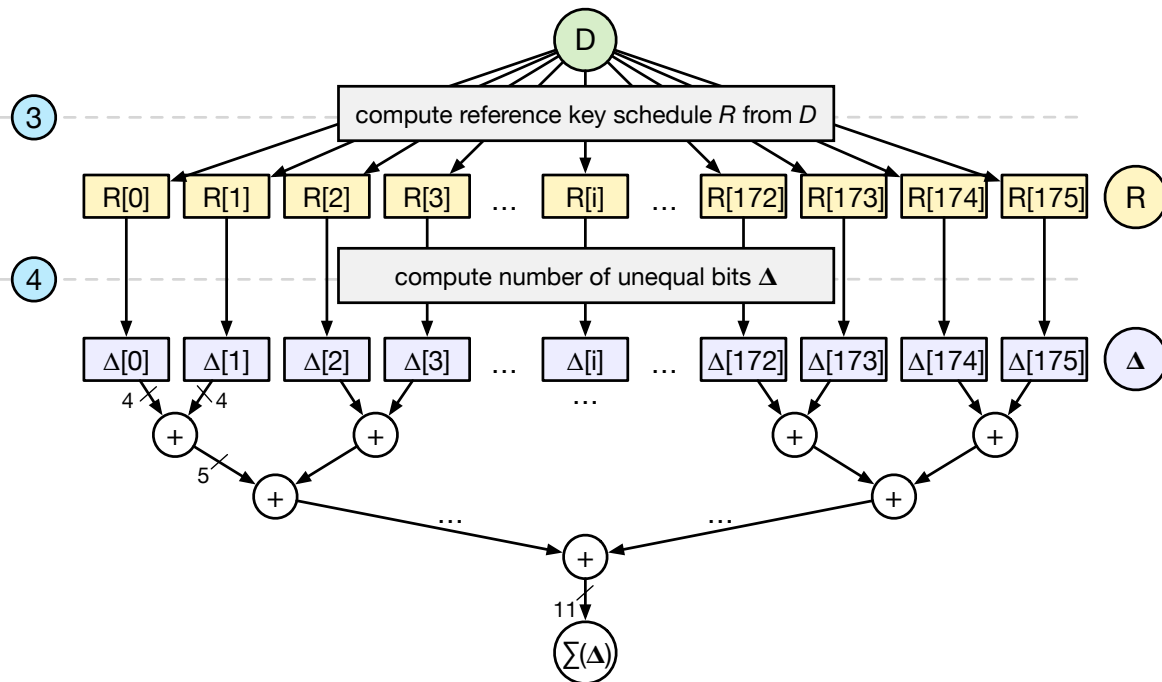 D
3
compute reference key schedule R from D
R[0] R[1] R[2] R[3] ... R[i] ... R[172] R[173] R[174] R[175] R
4
compute number of unequal bits Δ
Δ[0] Δ[1] Δ[2] Δ[3] ... Δ[i] ... Δ[172] Δ[173] Δ[174] Δ[175] Δ
4 4 ...
+ + + +
5
+ +
... ...
+
11
∑(Δ)